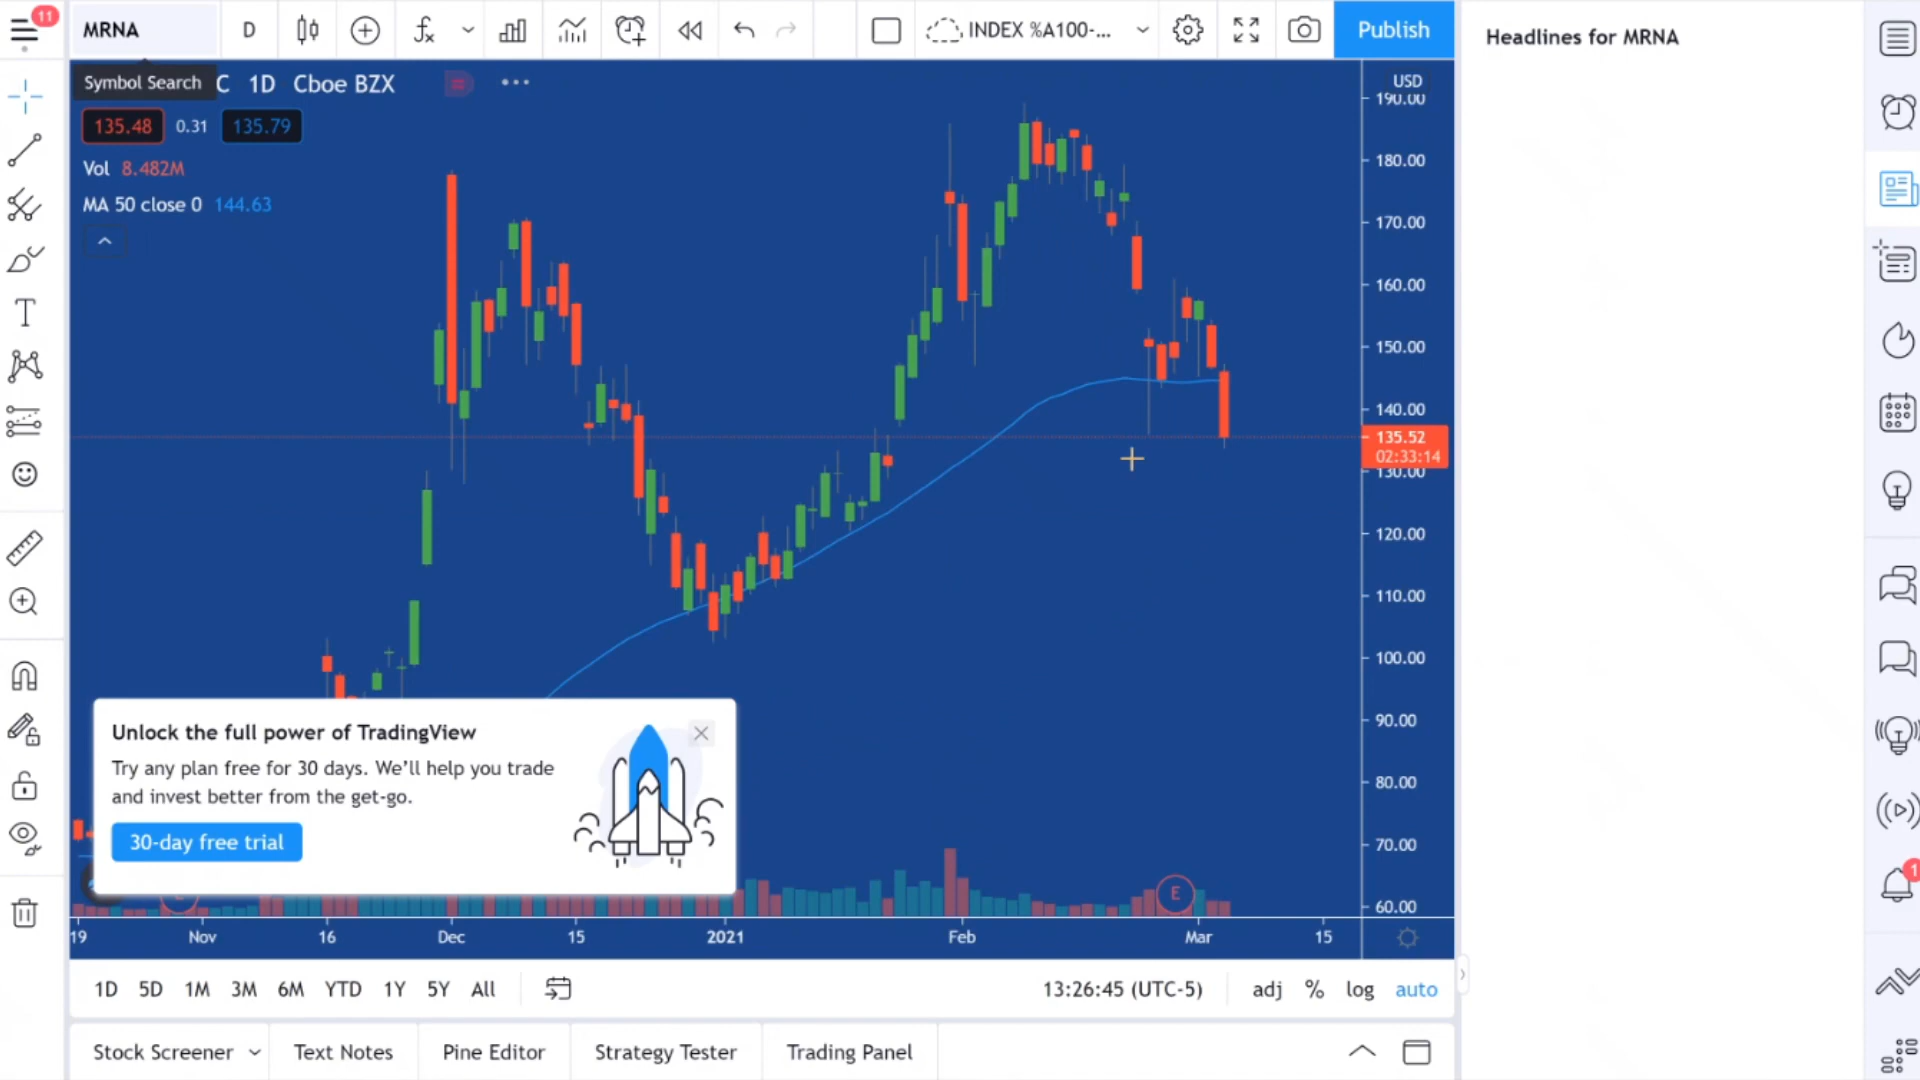 11
MRNA
D
INDEX %A100-...
Publish
Headlines for MRNA
Symbol Search
C 1D Cboe BZX
USD
135.48 0.31 135.79
Vol 8.482M
MA 50 close 0 144.63
190.00
180.00
170.00
160.00
150.00
140.00
135.52
02:33:14
130.00
120.00
110.00
100.00
90.00
80.00
70.00
60.00
Unlock the full power of TradingView
Try any plan free for 30 days. We'll help you trade
and invest better from the get-go.
30-day free trial
E
1
19 Nov 16 Dec 15 2021 Feb Mar 15
1D 5D 1M 3M 6M YTD 1Y 5Y All 13:26:45 (UTC-5) adj % log auto
Stock Screener Text Notes Pine Editor Strategy Tester Trading Panel